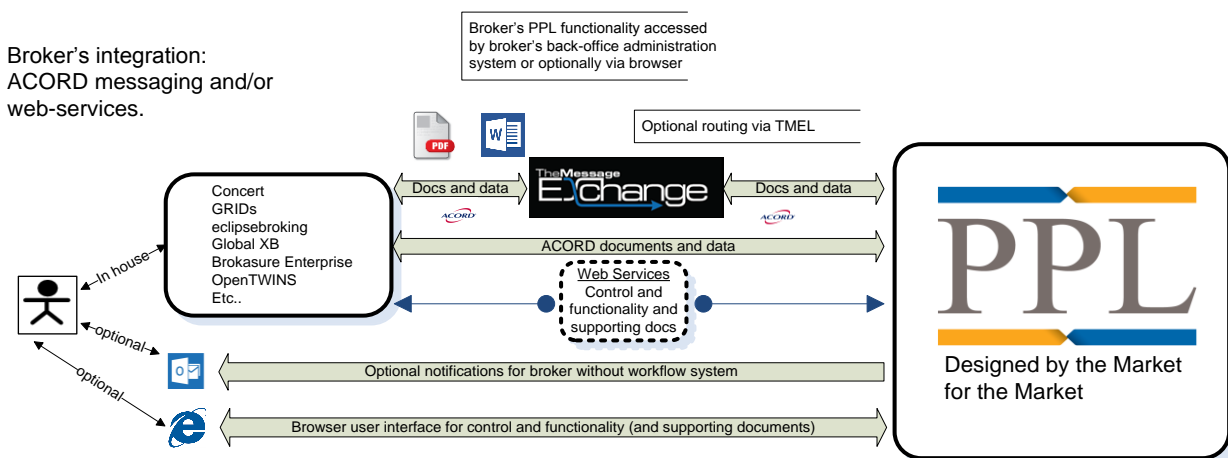 Broker's integration:
ACORD messaging and/or
web-services.
Broker's PPL functionality accessed
by broker's back-office administration
system or optionally via browser
Optional routing via TMEL
PDF
W
Concert
GRIDs
eclipsebroking
Global XB
Brokasure Enterprise
OpenTWINS
Etc..
Docs and data
ACORD
TheMessage
EXchange
Docs and data
ACORD
ACORD documents and data
Web Services
Control and
functionality and
supporting docs
In house
optional
optional
Optional notifications for broker without workflow system
Browser user interface for control and functionality (and supporting documents)
PPL
Designed by the Market
for the Market